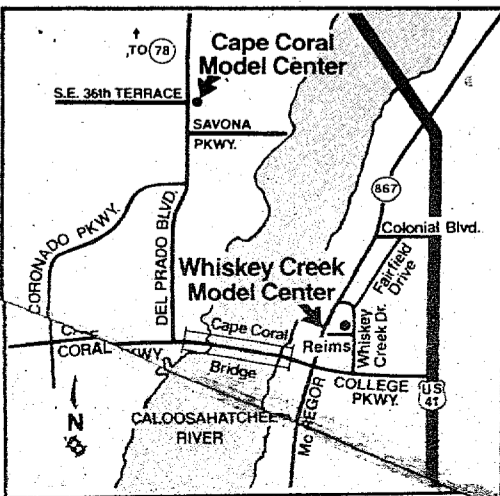 TO 78
Cape Coral
Model Center
S.E. 36th TERRACE
SAVONA
PKWY.
867
CORONADO PKWY.
DEL PRADO BLVD.
Colonial Blvd.
Fairfield
Drive
Whiskey Creek
Model Center
Reims
Whiskey
Creek Dr.
Cape Coral
Bridge
CORAL
COLLEGE
PKWY.
US
41
McGREGOR
CALOOSAHATCHEE
RIVER
N